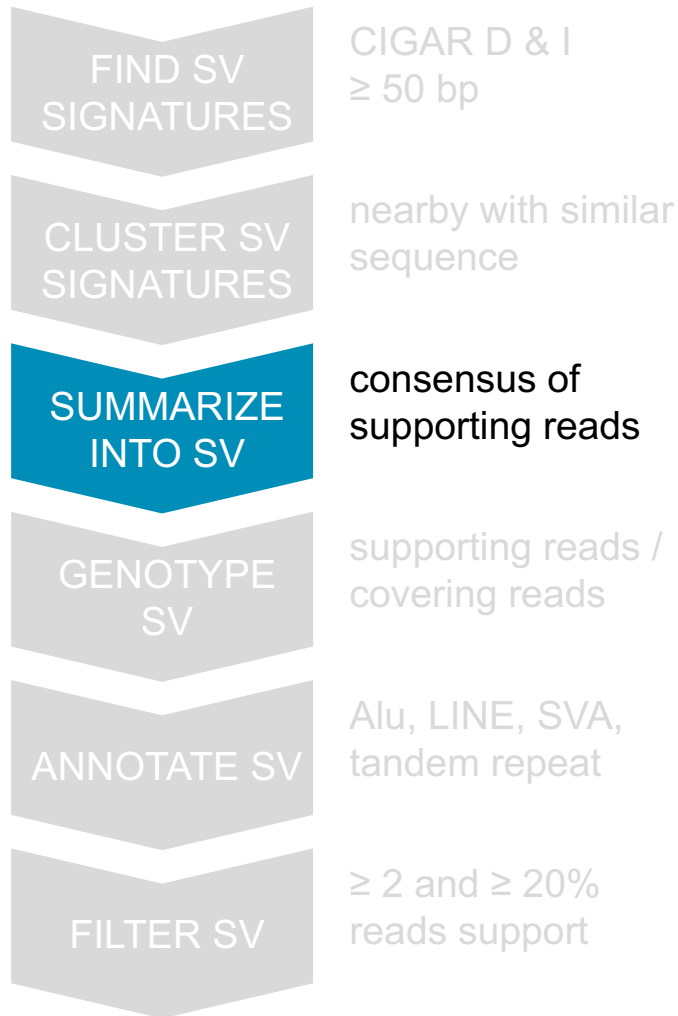 FIND SV
SIGNATURES
CIGAR D & I
≥ 50 bp
CLUSTER SV
SIGNATURES
nearby with similar
sequence
SUMMARIZE
INTO SV
consensus of
supporting reads
GENOTYPE
SV
supporting reads /
covering reads
ANNOTATE SV
Alu, LINE, SVA,
tandem repeat
FILTER SV
≥ 2 and ≥ 20%
reads support